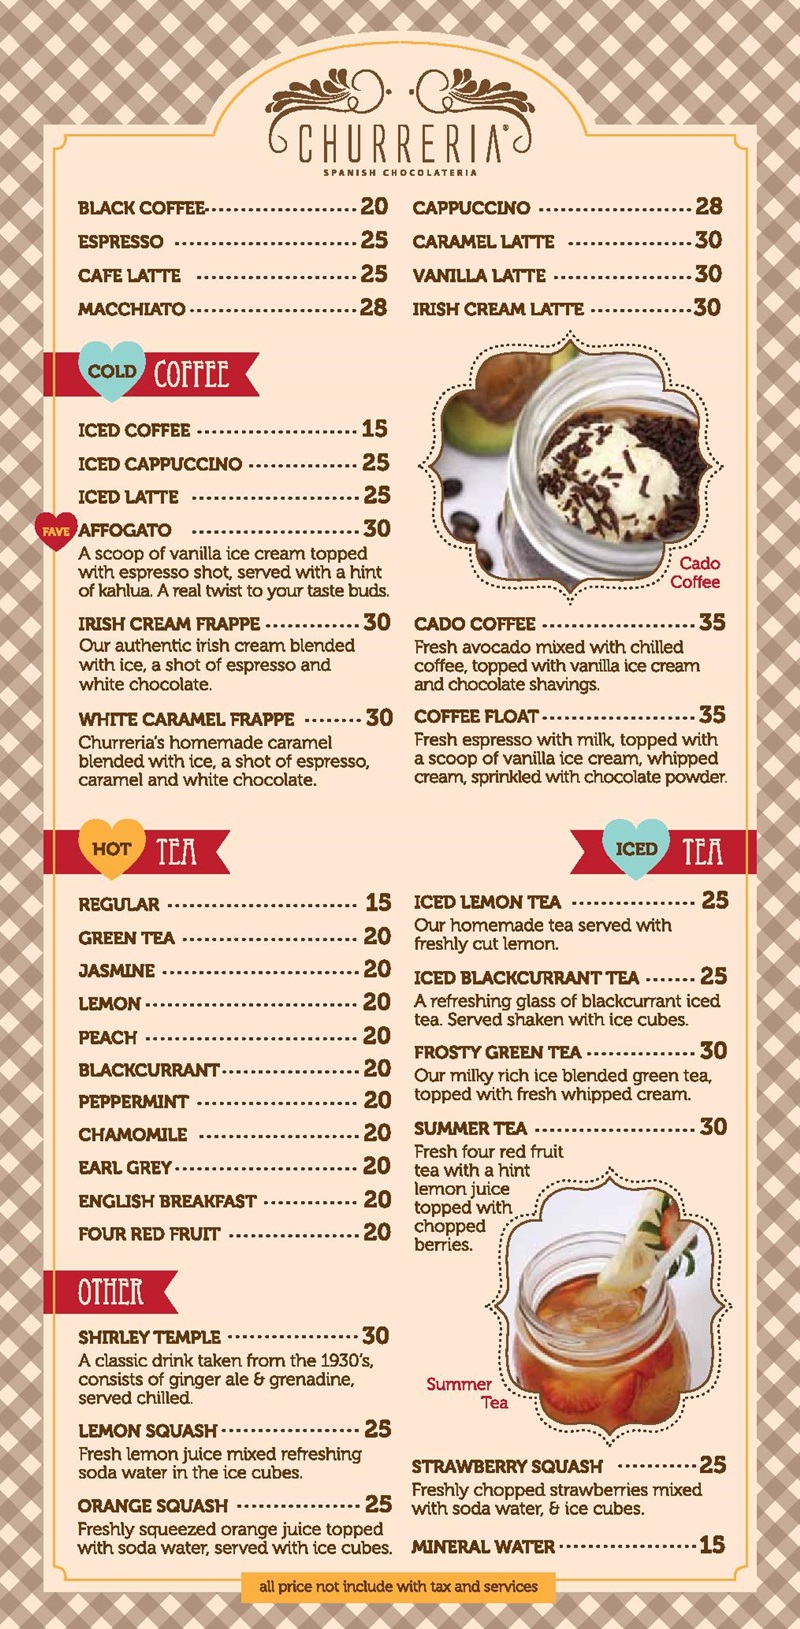 CHURRERIA®
SPANISH CHOCOLATERIA
BLACK COFFEE 20
ESPRESSO 25
CAFE LATTE 25
MACCHIATO 28
CAPPUCCINO 28
CARAMEL LATTE 30
VANILLA LATTE 30
IRISH CREAM LATTE 30
COLD COFFEE
ICED COFFEE 15
ICED CAPPUCCINO 25
ICED LATTE 25
FAVE AFFOGATO 30
A scoop of vanilla ice cream topped
with espresso shot, served with a hint
of kahlua. A real twist to your taste buds.
IRISH CREAM FRAPPE 30
Our authentic irish cream blended
with ice, a shot of espresso and
white chocolate.
WHITE CARAMEL FRAPPE 30
Churreria's homemade caramel
blended with ice, a shot of espresso,
caramel and white chocolate.
Cado
Coffee
CADO COFFEE 35
Fresh avocado mixed with chilled
coffee, topped with vanilla ice cream
and chocolate shavings.
COFFEE FLOAT 35
Fresh espresso with milk, topped with
a scoop of vanilla ice cream, whipped
cream, sprinkled with chocolate powder.
HOT TEA
REGULAR 15
GREEN TEA 20
JASMINE 20
LEMON 20
PEACH 20
BLACKCURRANT 20
PEPPERMINT 20
CHAMOMILE 20
EARL GREY 20
ENGLISH BREAKFAST 20
FOUR RED FRUIT 20
ICED TEA
ICED LEMON TEA 25
Our homemade tea served with
freshly cut lemon.
ICED BLACKCURRANT TEA 25
A refreshing glass of blackcurrant iced
tea. Served shaken with ice cubes.
FROSTY GREEN TEA 30
Our milky rich ice blended green tea,
topped with fresh whipped cream.
SUMMER TEA 30
Fresh four red fruit
tea with a hint
lemon juice
topped with
chopped
berries.
Summer
Tea
OTHER
SHIRLEY TEMPLE 30
A classic drink taken from the 1930's,
consists of ginger ale & grenadine,
served chilled.
LEMON SQUASH 25
Fresh lemon juice mixed refreshing
soda water in the ice cubes.
ORANGE SQUASH 25
Freshly squeezed orange juice topped
with soda water, served with ice cubes.
STRAWBERRY SQUASH 25
Freshly chopped strawberries mixed
with soda water, & ice cubes.
MINERAL WATER 15
all price not include with tax and services